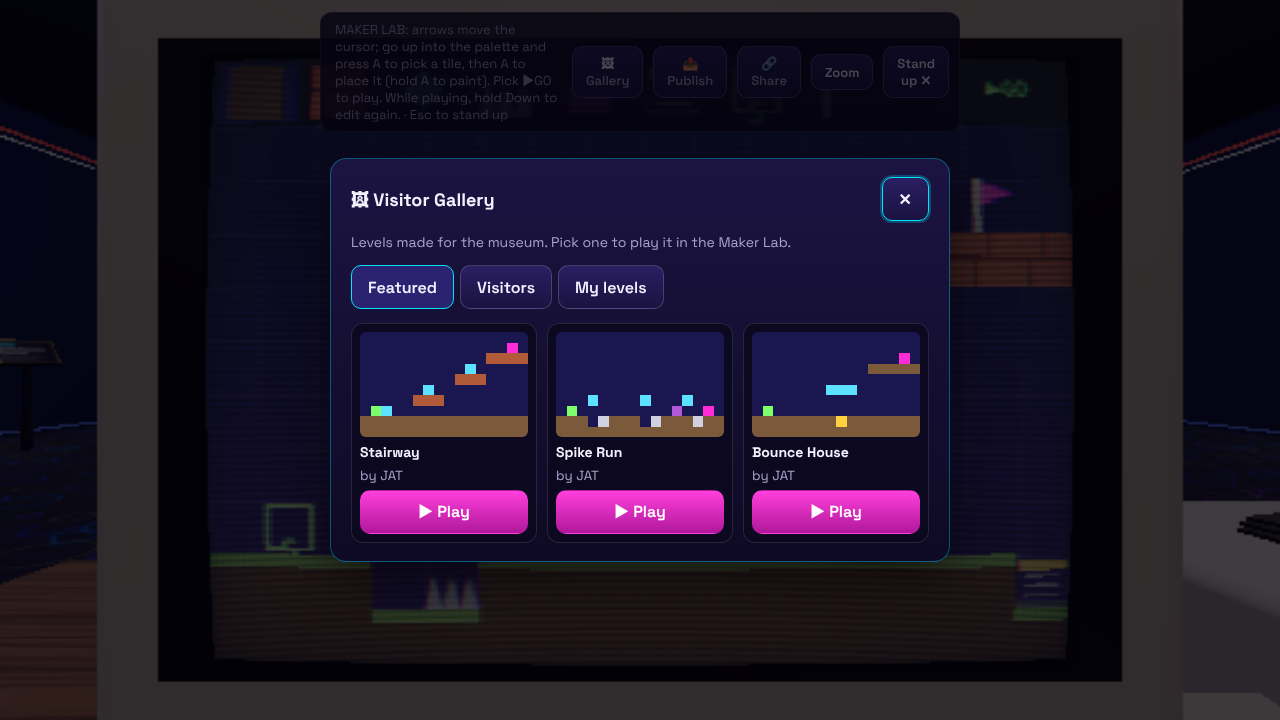 MAKER LAB: arrows move the
cursor; go up into the palette and
press A to pick a tile, then A to
place it (hold A to paint). Pick ▶GO
to play. While playing, hold Down to
edit again. · Esc to stand up
Gallery
Publish
Share
Zoom
Stand
up ✕
GO
Visitor Gallery
✕
Levels made for the museum. Pick one to play it in the Maker Lab.
Featured
Visitors
My levels
Stairway
by JAT
▶ Play
Spike Run
by JAT
▶ Play
Bounce House
by JAT
▶ Play